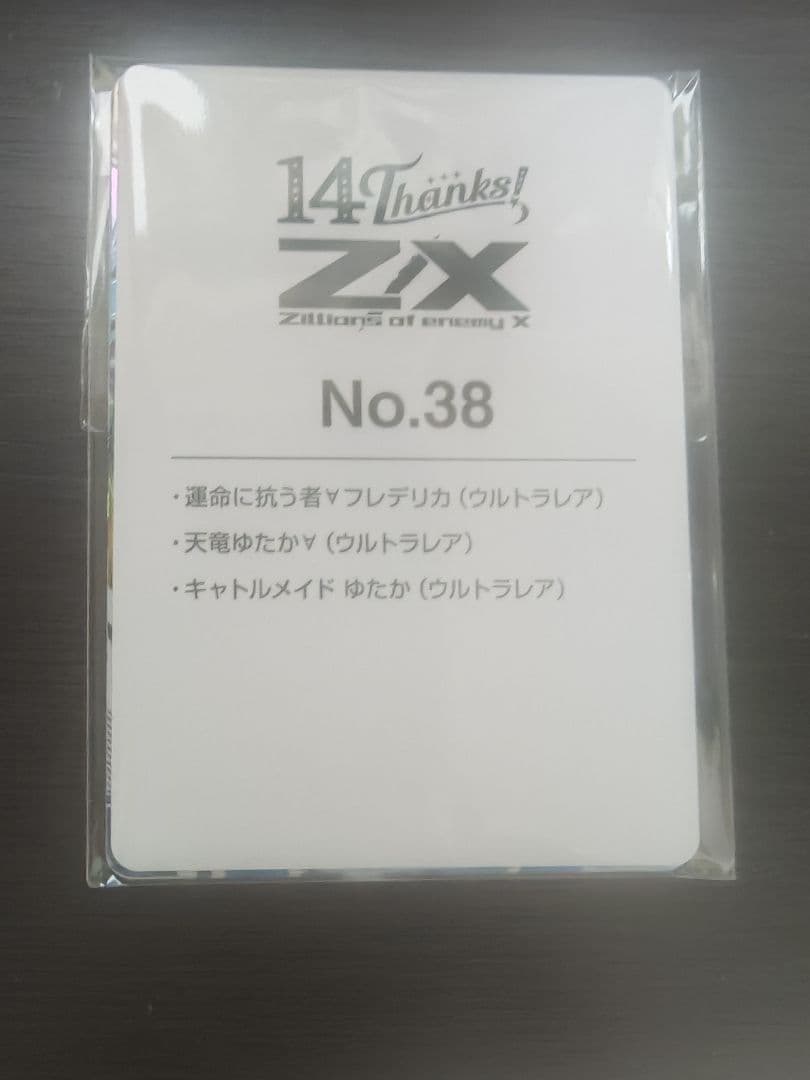 14 Thanks!
Z/X
Zillions of enemy X
No.38
・運命に抗う者∀フレデリカ（ウルトラレア）
・天竜ゆたか∀（ウルトラレア）
・キャトルメイド ゆたか（ウルトラレア）